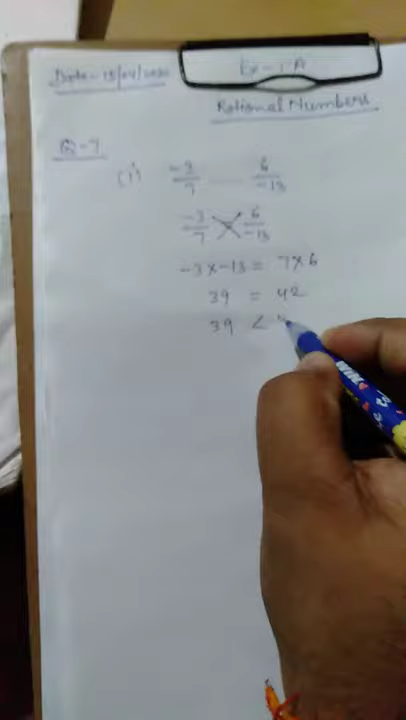 Ex - 1 A
Rational Numbers
Q-7
(i) -3/7 ...... 6/-13
-3/7 6/-13
-3 x -13 = 7 x 6
39 = 42
39 <